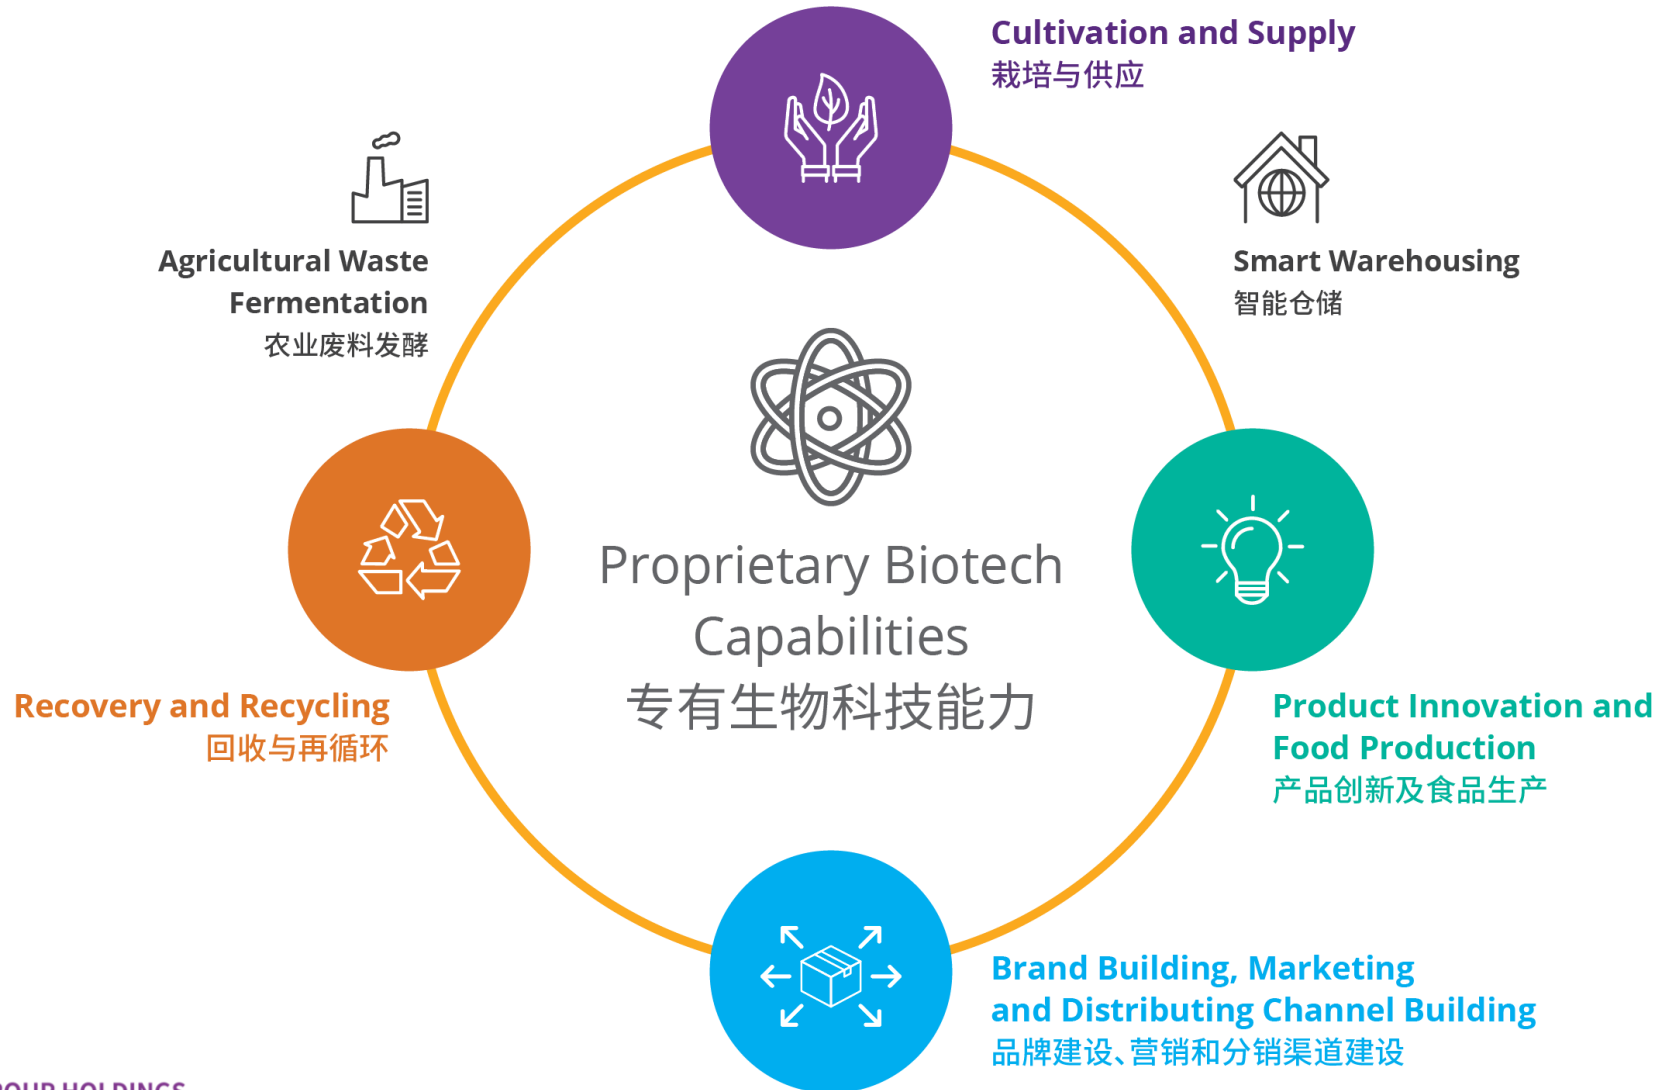 Cultivation and Supply
栽培与供应
Agricultural Waste
Fermentation
农业废料发酵
Smart Warehousing
智能仓储
Proprietary Biotech
Capabilities
专有生物科技能力
Recovery and Recycling
回收与再循环
Product Innovation and
Food Production
产品创新及食品生产
Brand Building, Marketing
and Distributing Channel Building
品牌建设、营销和分销渠道建设
HOLDINGS